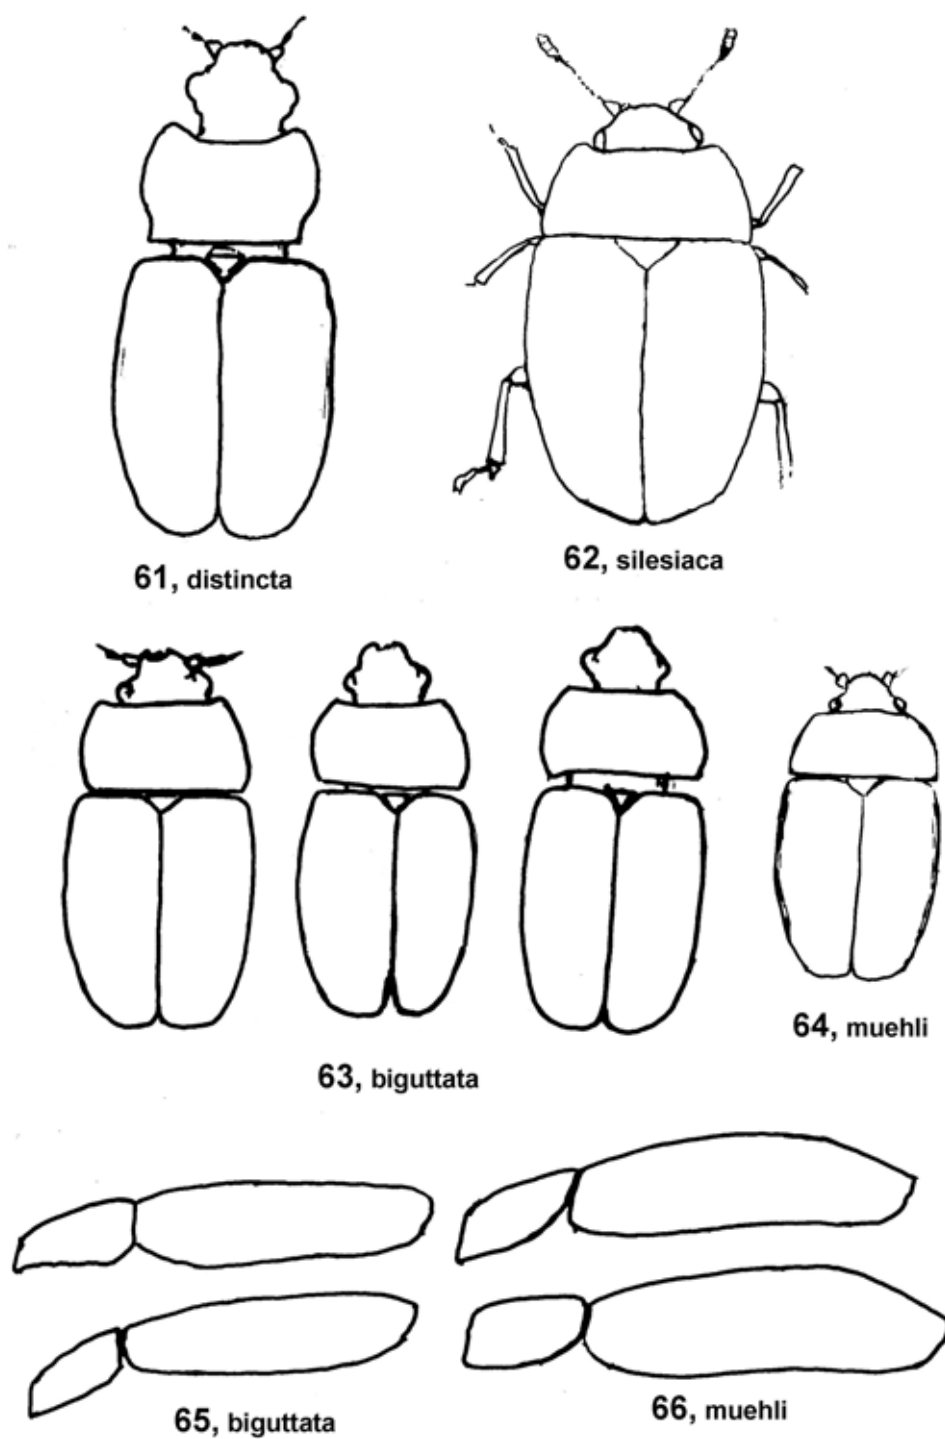 61, distincta
62, silesiaca
63, biguttata
64, muehli
65, biguttata
66, muehli